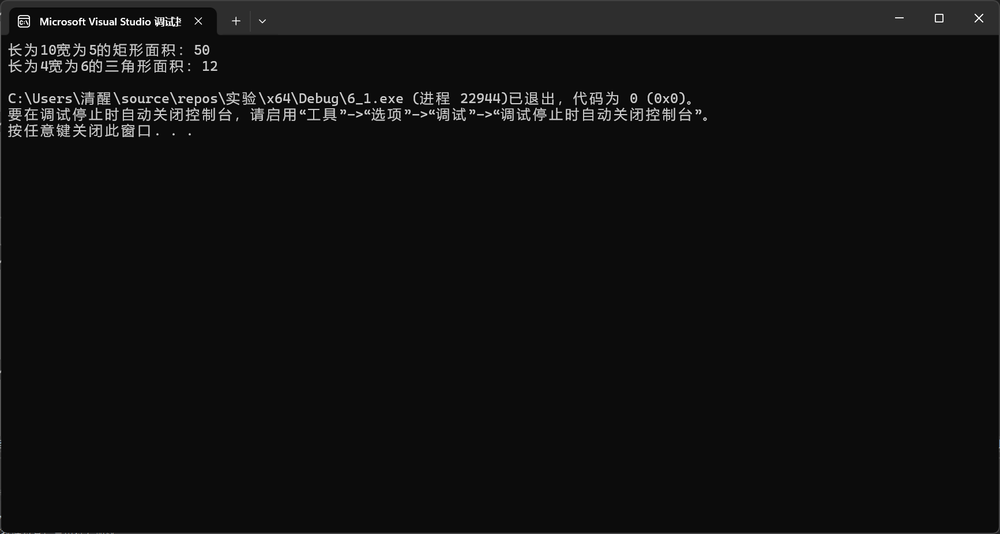 Microsoft Visual Studio 调试
长为10宽为5的矩形面积：50
长为4宽为6的三角形面积：12
C:\Users\清醒\source\repos\实验\x64\Debug\6_1.exe (进程 22944)已退出，代码为 0 (0x0)。
要在调试停止时自动关闭控制台，请启用“工具”->“选项”->“调试”->“调试停止时自动关闭控制台”。
按任意键关闭此窗口. . .